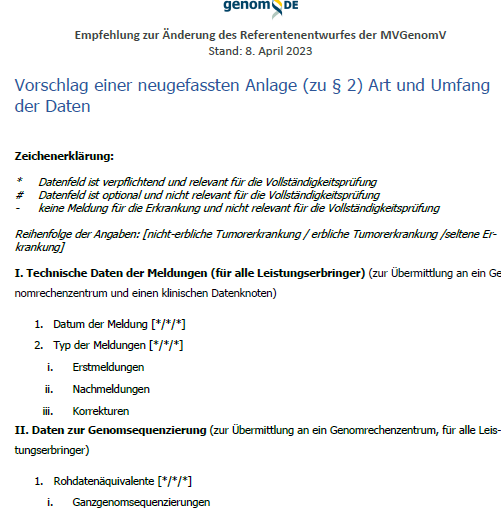 genomDE
Empfehlung zur Änderung des Referentenentwurfes der MVGenomV
Stand: 8. April 2023
Vorschlag einer neugefassten Anlage (zu § 2) Art und Umfang
der Daten
Zeichenerklärung:
* Datenfeld ist verpflichtend und relevant für die Vollständigkeitsprüfung
# Datenfeld ist optional und nicht relevant für die Vollständigkeitsprüfung
- keine Meldung für die Erkrankung und nicht relevant für die Vollständigkeitsprüfung
Reihenfolge der Angaben: [nicht-erbliche Tumorerkrankung / erbliche Tumorerkrankung /seltene Er-
krankung]
I. Technische Daten der Meldungen (für alle Leistungserbringer) (zur Übermittlung an ein Ge
nomrechenzentrum und einen klinischen Datenknoten)
1. Datum der Meldung [*/*/*]
2. Typ der Meldungen [*/*/*]
i. Erstmeldungen
ii. Nachmeldungen
iii. Korrekturen
II. Daten zur Genomsequenzierung (zur Übermittlung an ein Genomrechenzentrum, für alle Leis-
tungserbringer)
1. Rohdatenäquivalente [*/*/*]
i. Ganzgenomsequenzierungen